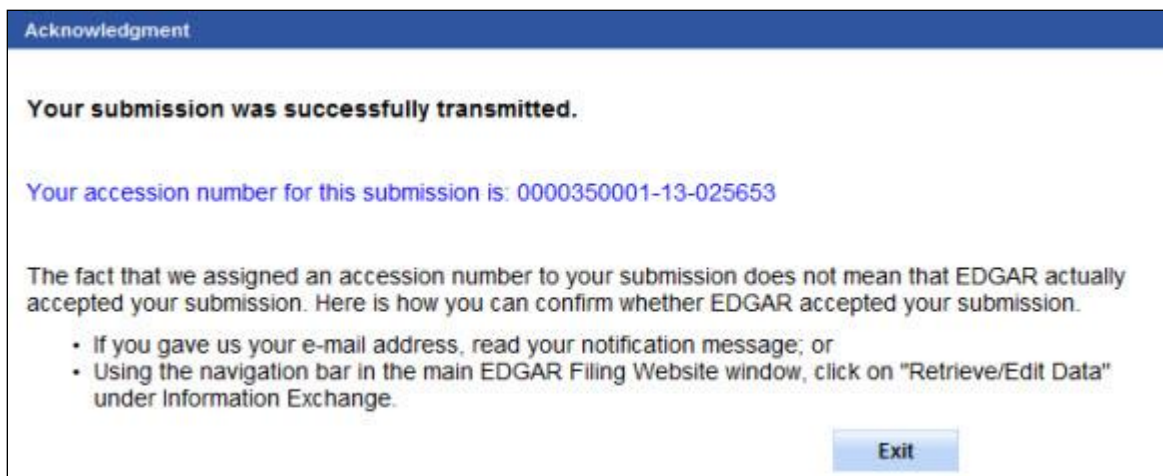 Acknowledgment
Your submission was successfully transmitted.
Your accession number for this submission is: 0000350001-13-025653
The fact that we assigned an accession number to your submission does not mean that EDGAR actually
accepted your submission. Here is how you can confirm whether EDGAR accepted your submission.
• If you gave us your e-mail address, read your notification message; or
• Using the navigation bar in the main EDGAR Filing Website window, click on "Retrieve/Edit Data"
under Information Exchange.
Exit